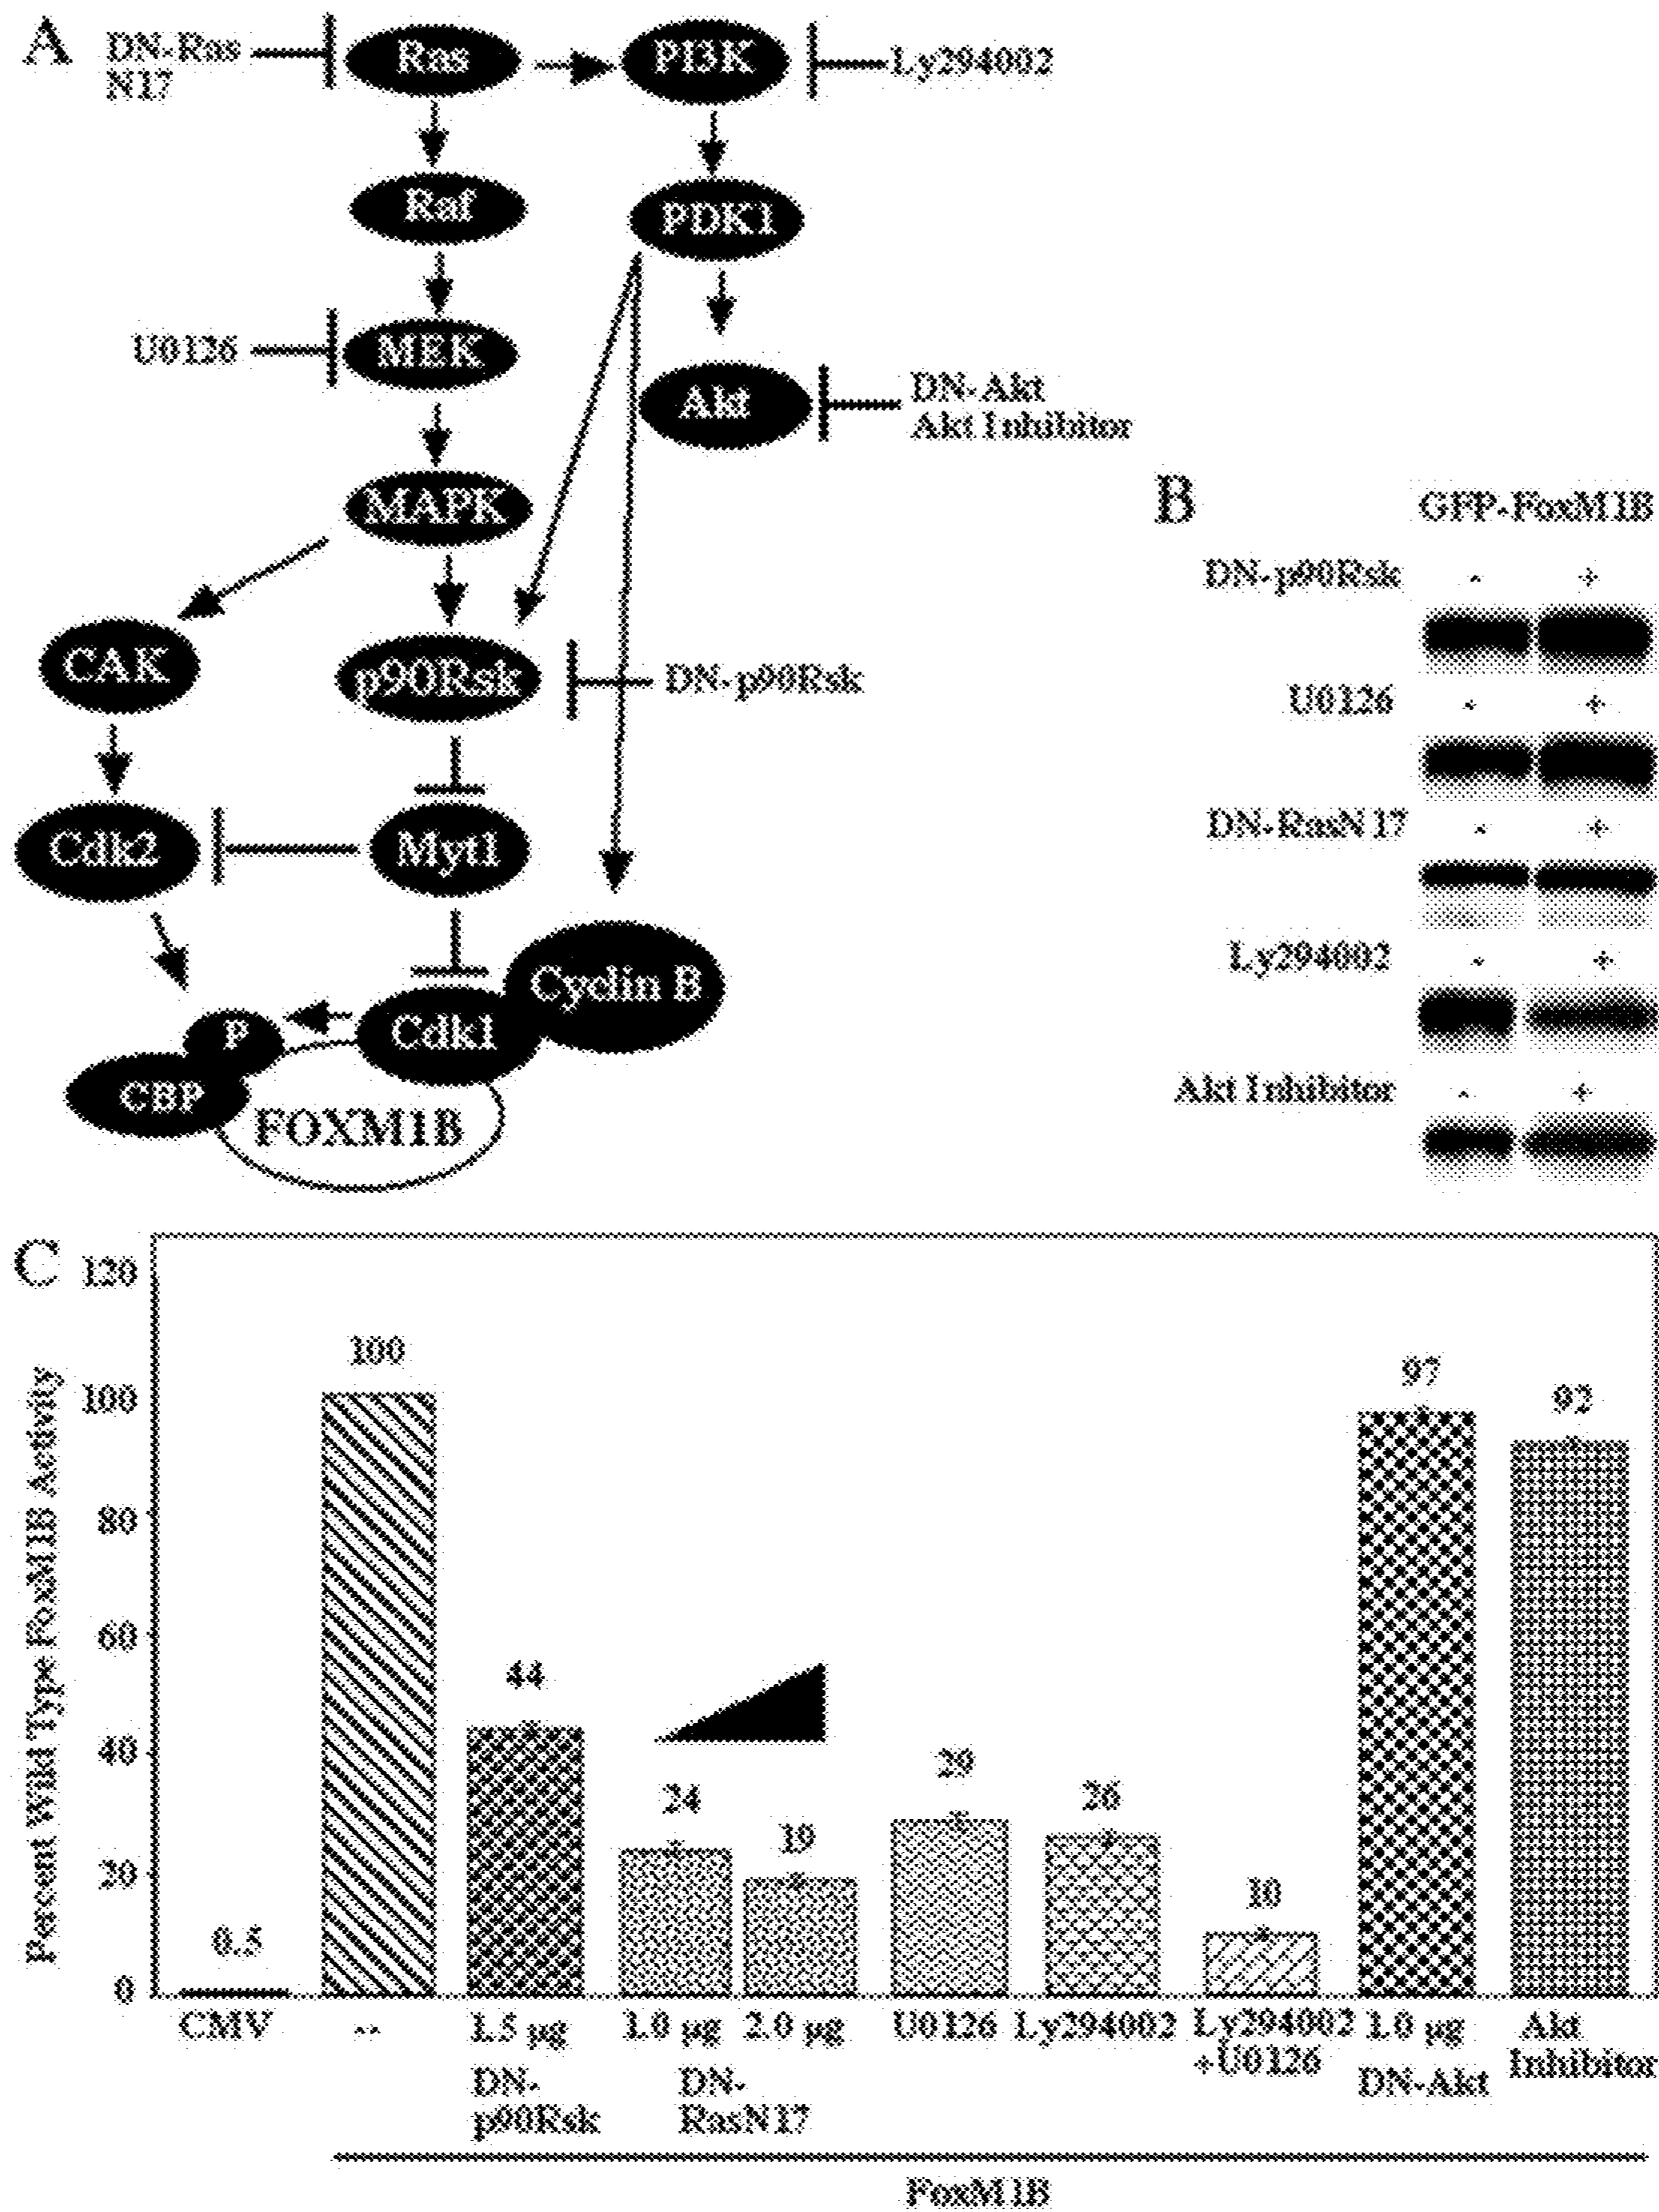 A
DN-Ras
N17
Ras
PI3K
Ly294002
Raf
PDK1
U0126
MEK
Akt
DN-Akt
Akt Inhibitor
MAPK
CAK
p90Rsk
DN-p90Rsk
Cdk2
Myt1
Cyclin B
Cdk1
P
CBP
FOXM1B
B
GFP-FoxM1B
DN-p90Rsk - +
U0126 - +
DN-RasN17 - +
Ly294002 - +
Akt Inhibitor - +
C
Percent Wild Type FoxM1B Activity
120
100
80
60
40
20
0
0.5
100
44
24
19
29
26
10
97
92
CMV -- 1.5 µg 1.0 µg 2.0 µg U0126 Ly294002 Ly294002 1.0 µg Akt
+U0126 DN-Akt Inhibitor
DN- DN-
p90Rsk RasN17
FoxM1B